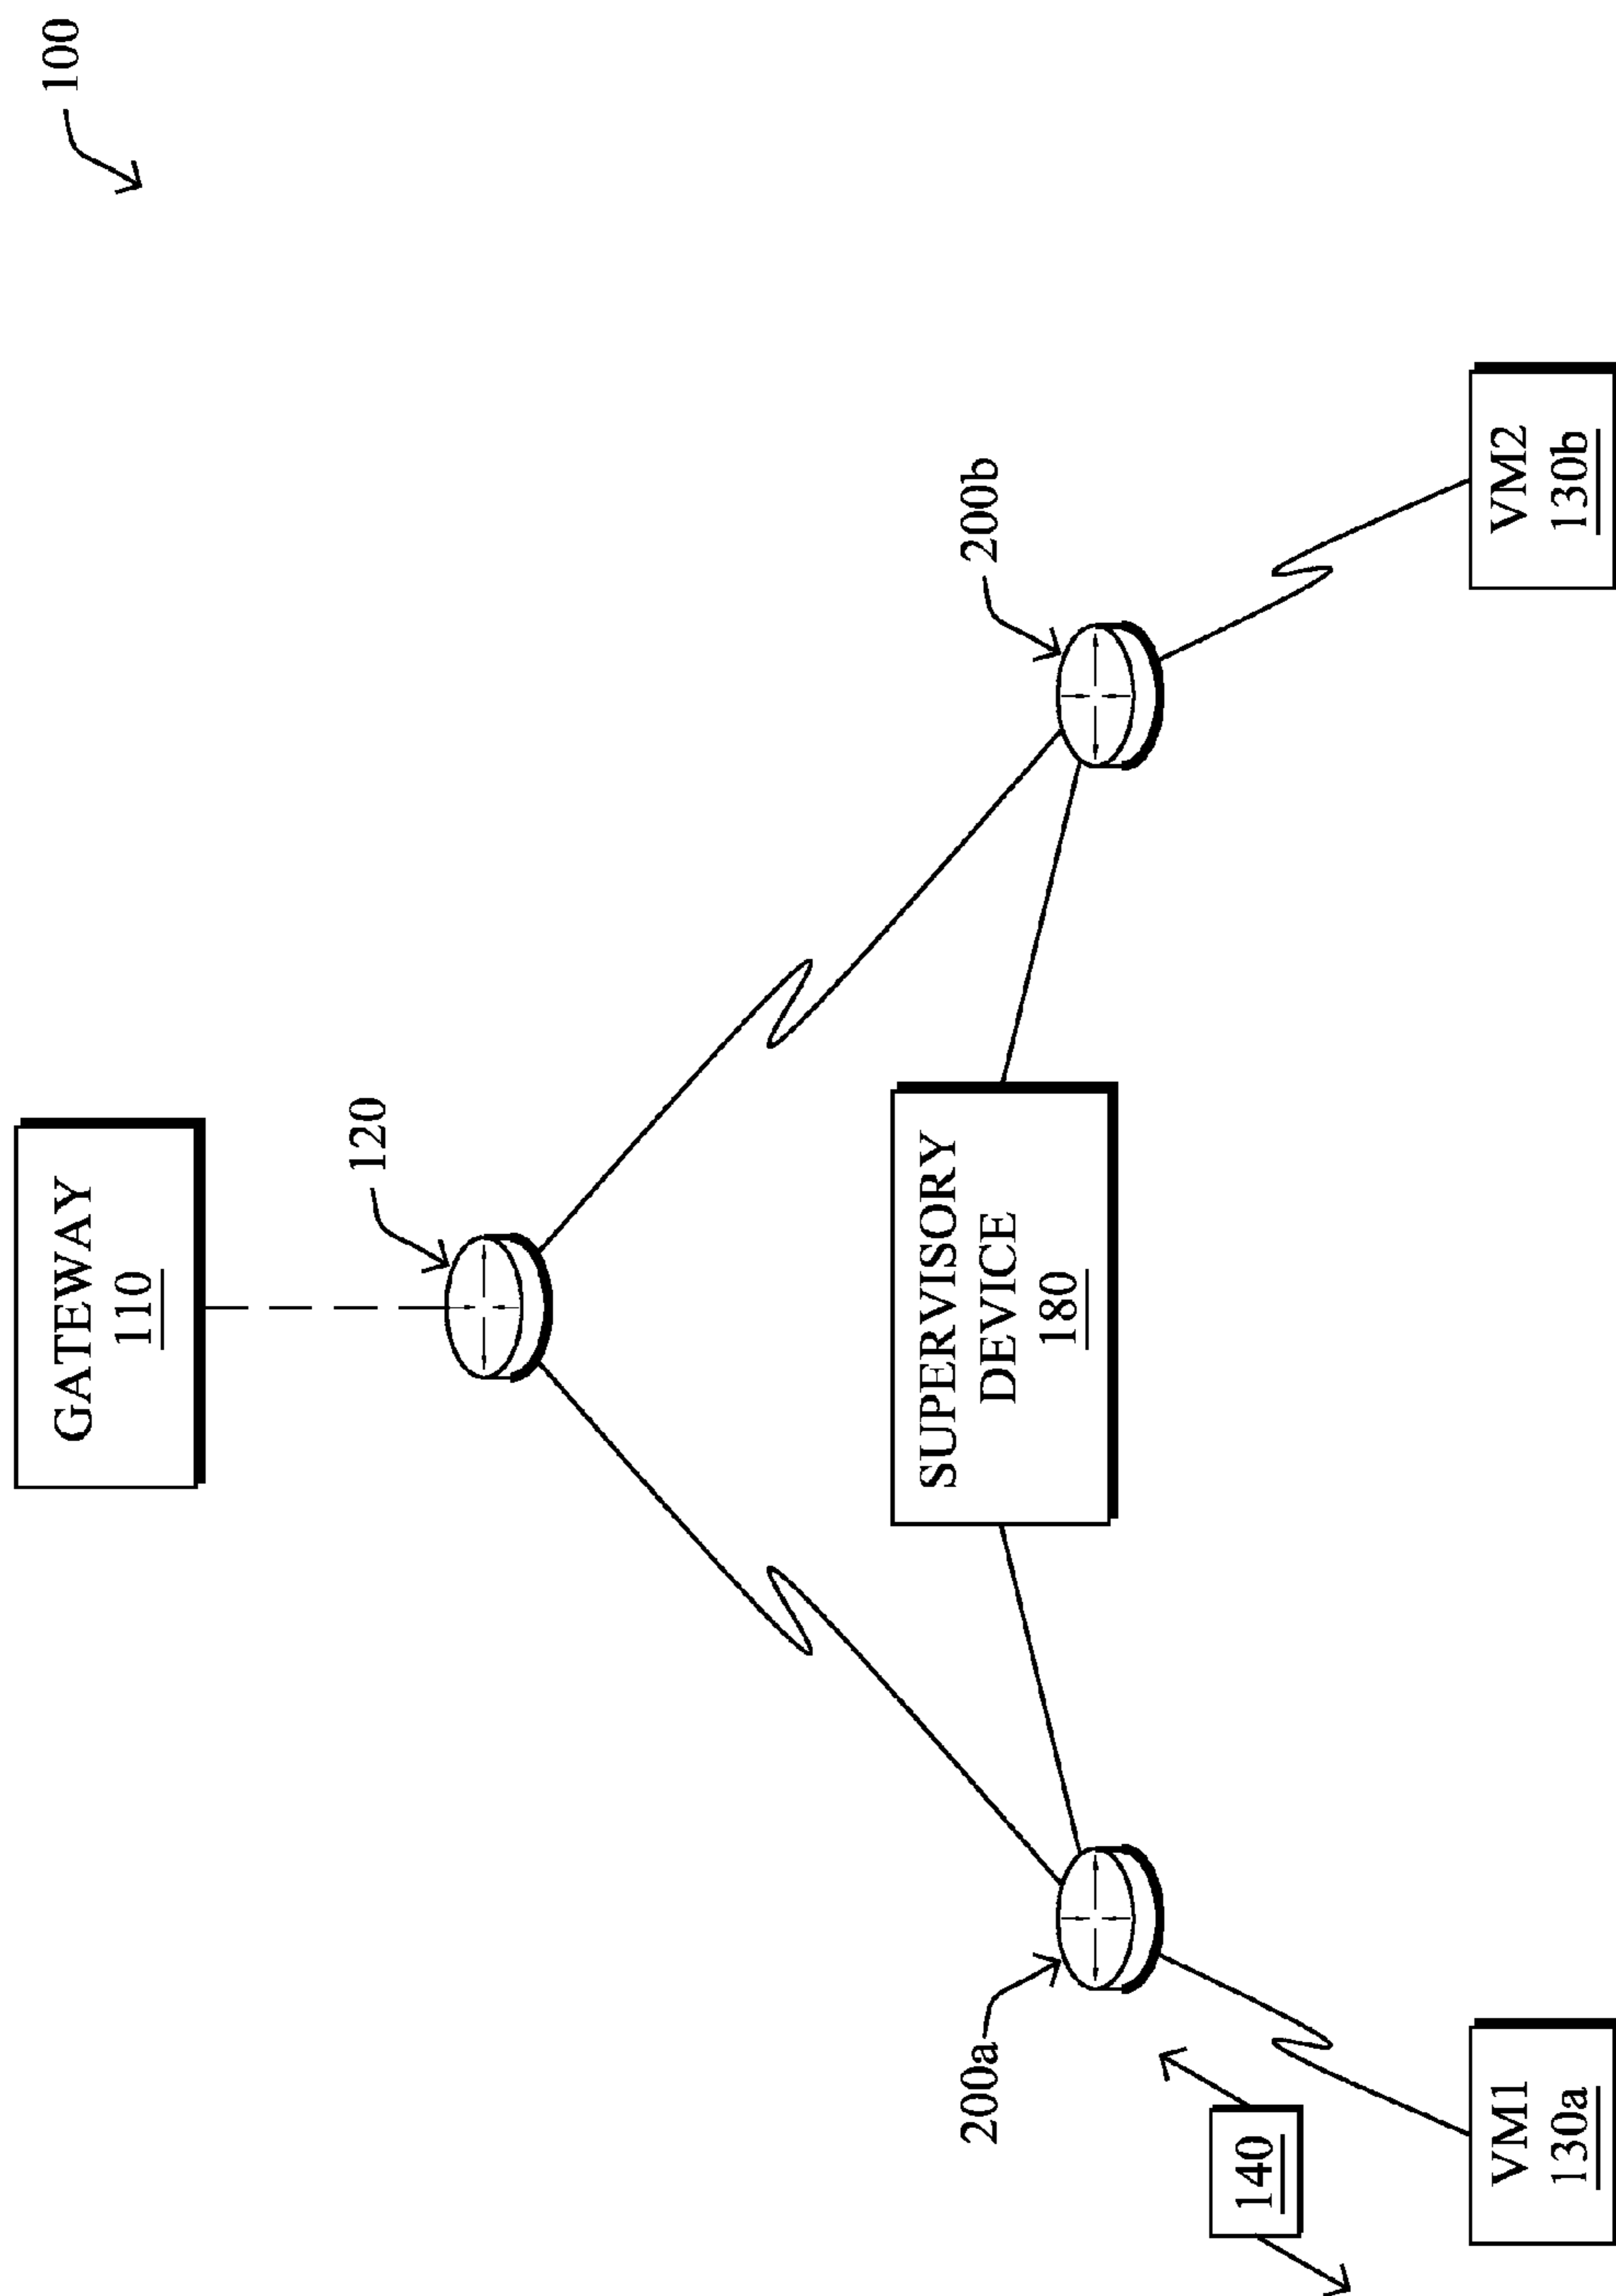 100
GATEWAY
110
120
SUPERVISORY
DEVICE
180
200a
200b
140
VM1
130a
VM2
130b